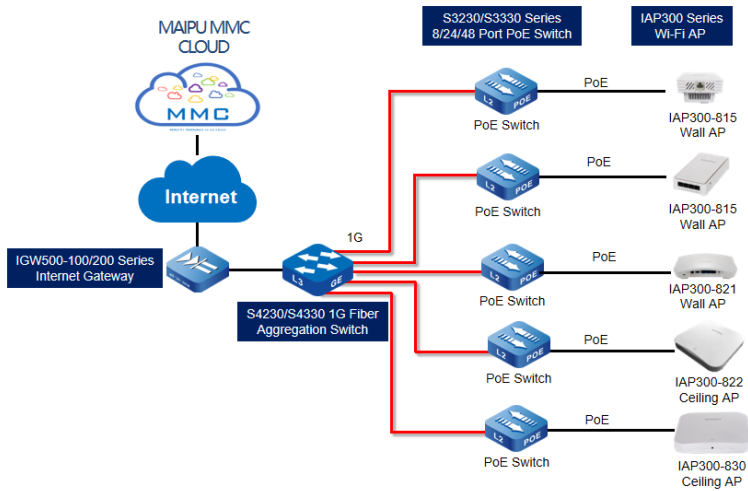 MAIPU MMC
CLOUD
MMC
Internet
IGW500-100/200 Series
Internet Gateway
L3
GE
S4230/S4330 1G Fiber
Aggregation Switch
1G
S3230/S3330 Series
8/24/48 Port PoE Switch
IAP300 Series
Wi-Fi AP
L2
POE
PoE Switch
PoE
IAP300-815
Wall AP
L2
POE
PoE Switch
PoE
IAP300-815
Wall AP
L2
POE
PoE Switch
PoE
IAP300-821
Wall AP
L2
POE
PoE Switch
PoE
IAP300-822
Ceiling AP
L2
POE
PoE Switch
PoE
IAP300-830
Ceiling AP